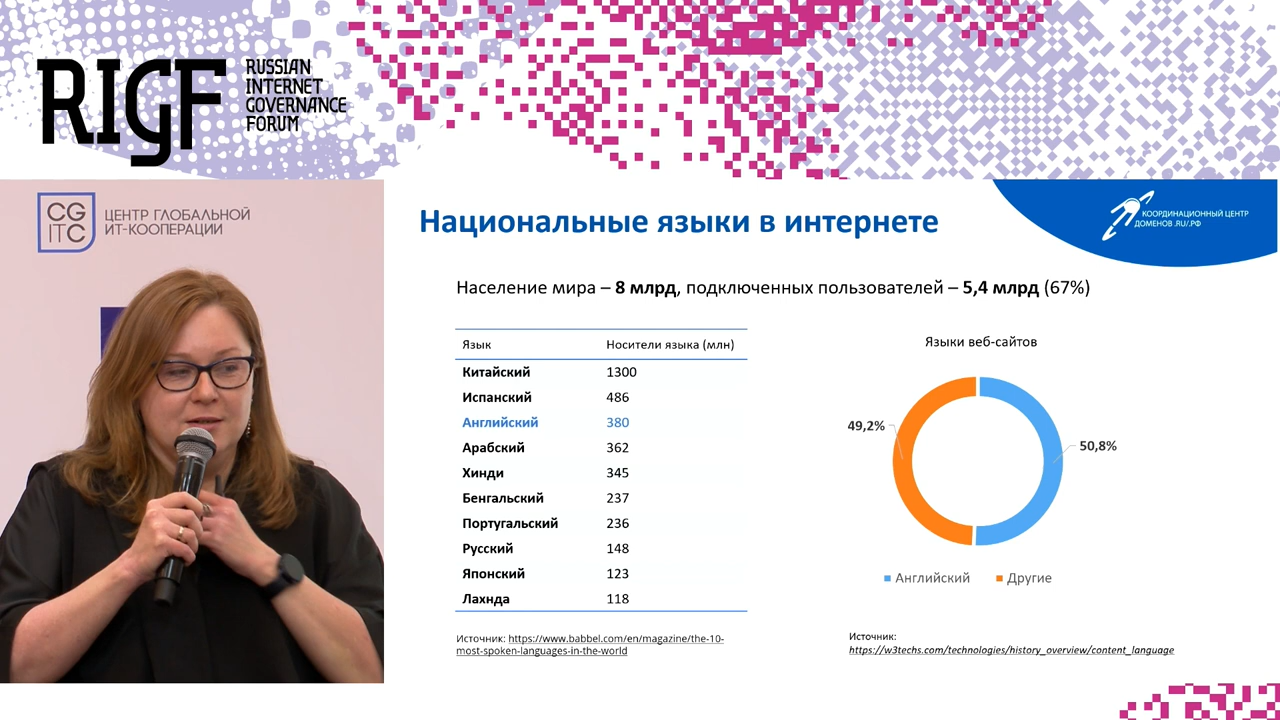 RIGF
RUSSIAN
INTERNET
GOVERNANCE
FORUM
CG
ITC
ЦЕНТР ГЛОБАЛЬНОЙ
ИТ-КООПЕРАЦИИ
Национальные языки в интернете
КООРДИНАЦИОННЫЙ ЦЕНТР
ДОМЕНОВ .RU/.РФ
Население мира – 8 млрд, подключенных пользователей – 5,4 млрд (67%)
Язык Носители языка (млн)
Китайский 1300
Испанский 486
Английский 380
Арабский 362
Хинди 345
Бенгальский 237
Португальский 236
Русский 148
Японский 123
Лахнда 118
Источник: https://www.babbel.com/en/magazine/the-10-
most-spoken-languages-in-the-world
Языки веб-сайтов
49,2%
50,8%
Английский Другие
Источник:
https://w3techs.com/technologies/history_overview/content_language